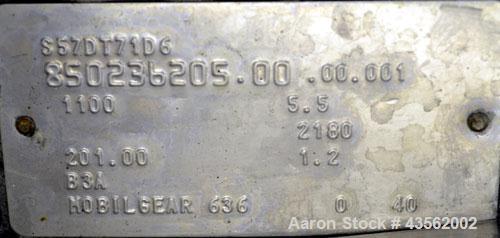 S57DT71D6
850236205.00 .00.001
1100 5.5
2180
201.00 1.2
B3A
MOBILGEAR 636 0 40
Aaron Stock # 43562002